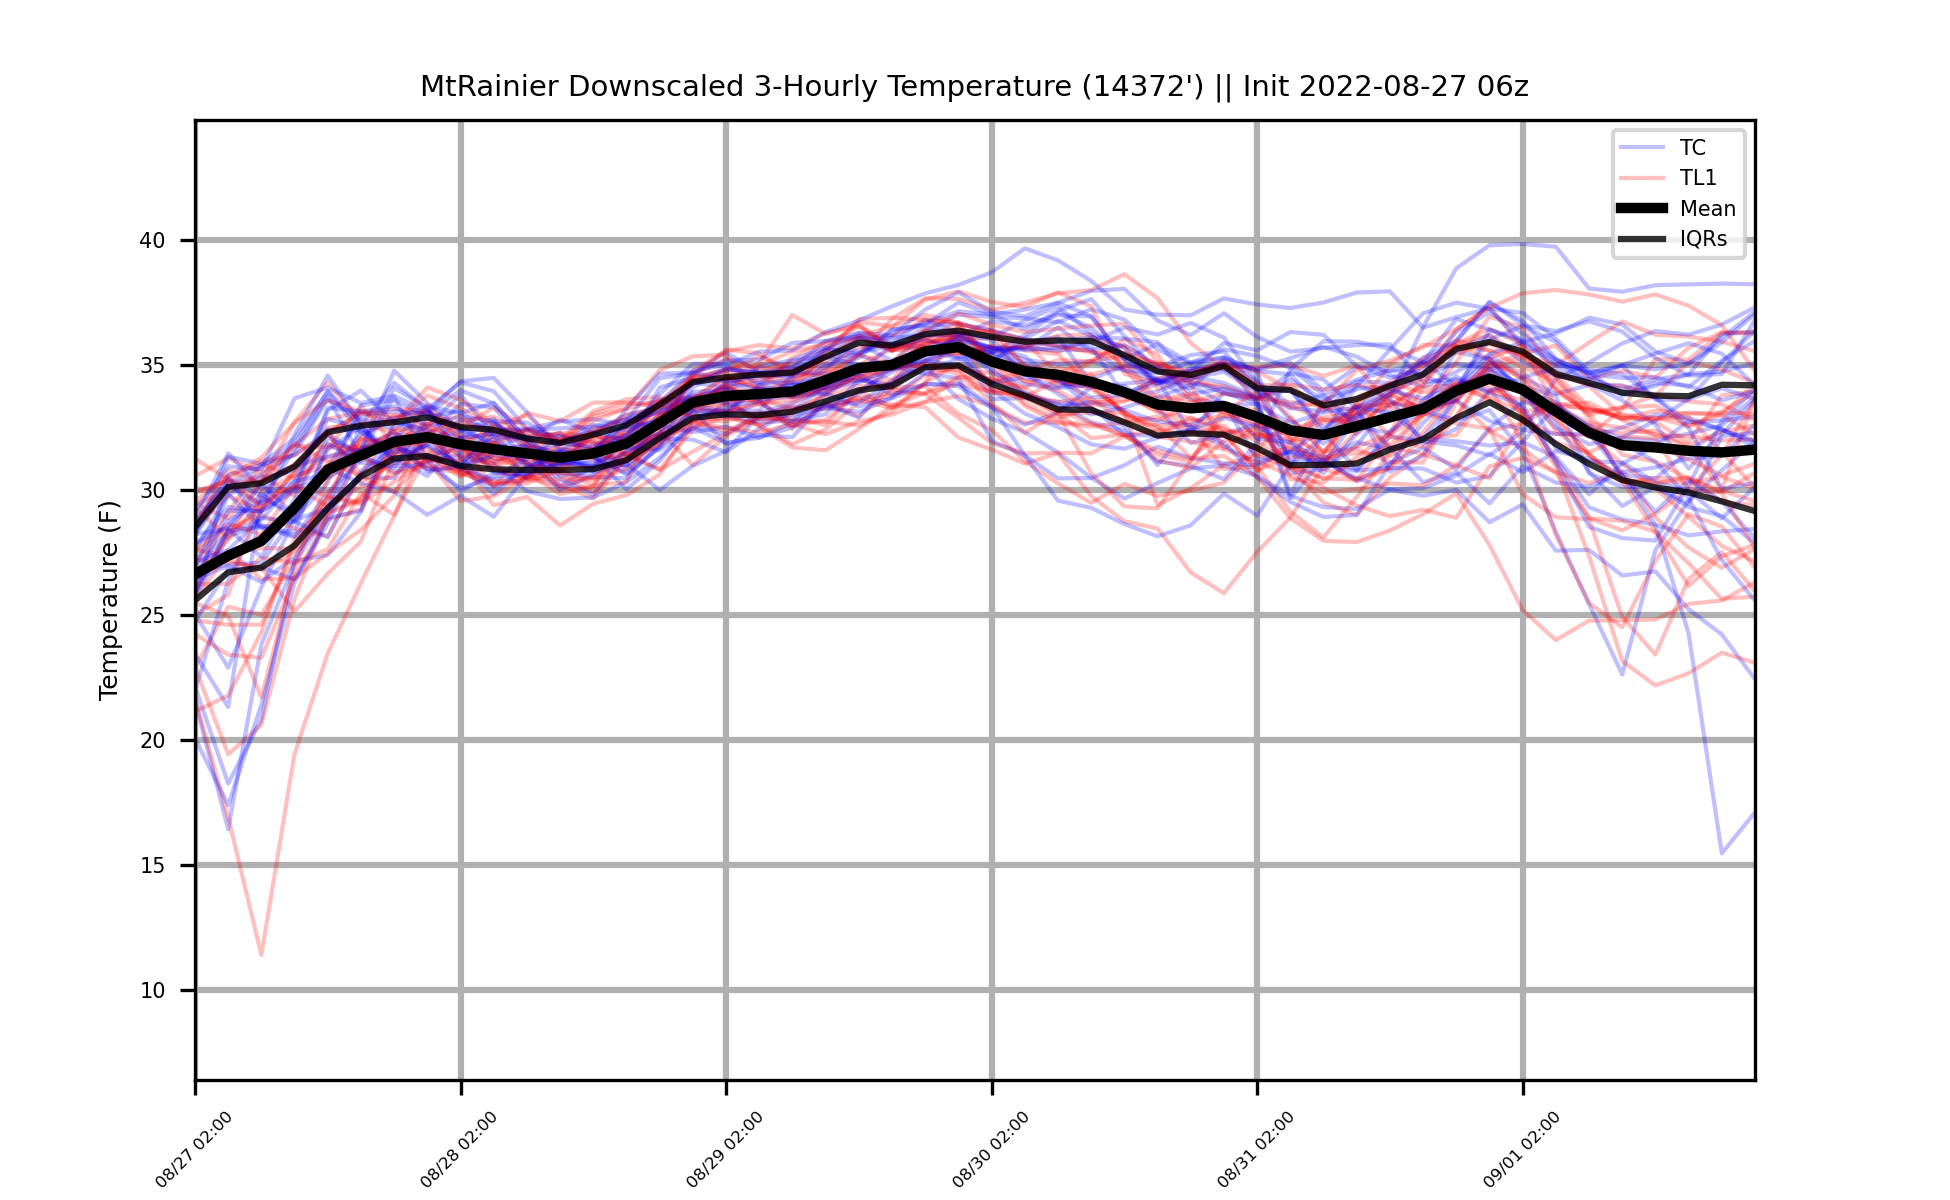 MtRainier Downscaled 3-Hourly Temperature (14372') || Init 2022-08-27 06z
TC
TL1
Mean
IQRs
Temperature (F)
40
35
30
25
20
15
10
08/27 02:00
08/28 02:00
08/29 02:00
08/30 02:00
08/31 02:00
09/01 02:00